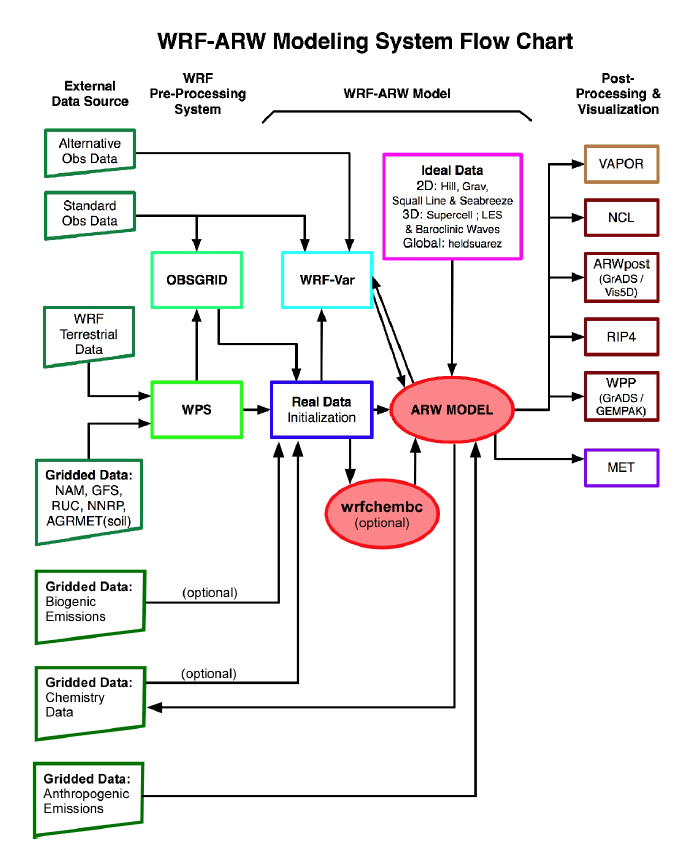 WRF-ARW Modeling System Flow Chart
External
Data Source
WRF
Pre-Processing
System
WRF-ARW Model
Post-
Processing &
Visualization
Alternative
Obs Data
Standard
Obs Data
WRF
Terrestrial
Data
Gridded Data:
NAM, GFS,
RUC, NNRP,
AGRMET(soil)
Gridded Data:
Biogenic
Emissions
(optional)
Gridded Data:
Chemistry
Data
(optional)
Gridded Data:
Anthropogenic
Emissions
OBSGRID
WPS
WRF-Var
Real Data
Initialization
Ideal Data
2D: Hill, Grav,
Squall Line & Seabreeze
3D: Supercell ; LES
& Baroclinic Waves
Global: heldsuarez
ARW MODEL
wrfchembc
(optional)
VAPOR
NCL
ARWpost
(GrADS /
Vis5D)
RIP4
WPP
(GrADS /
GEMPAK)
MET